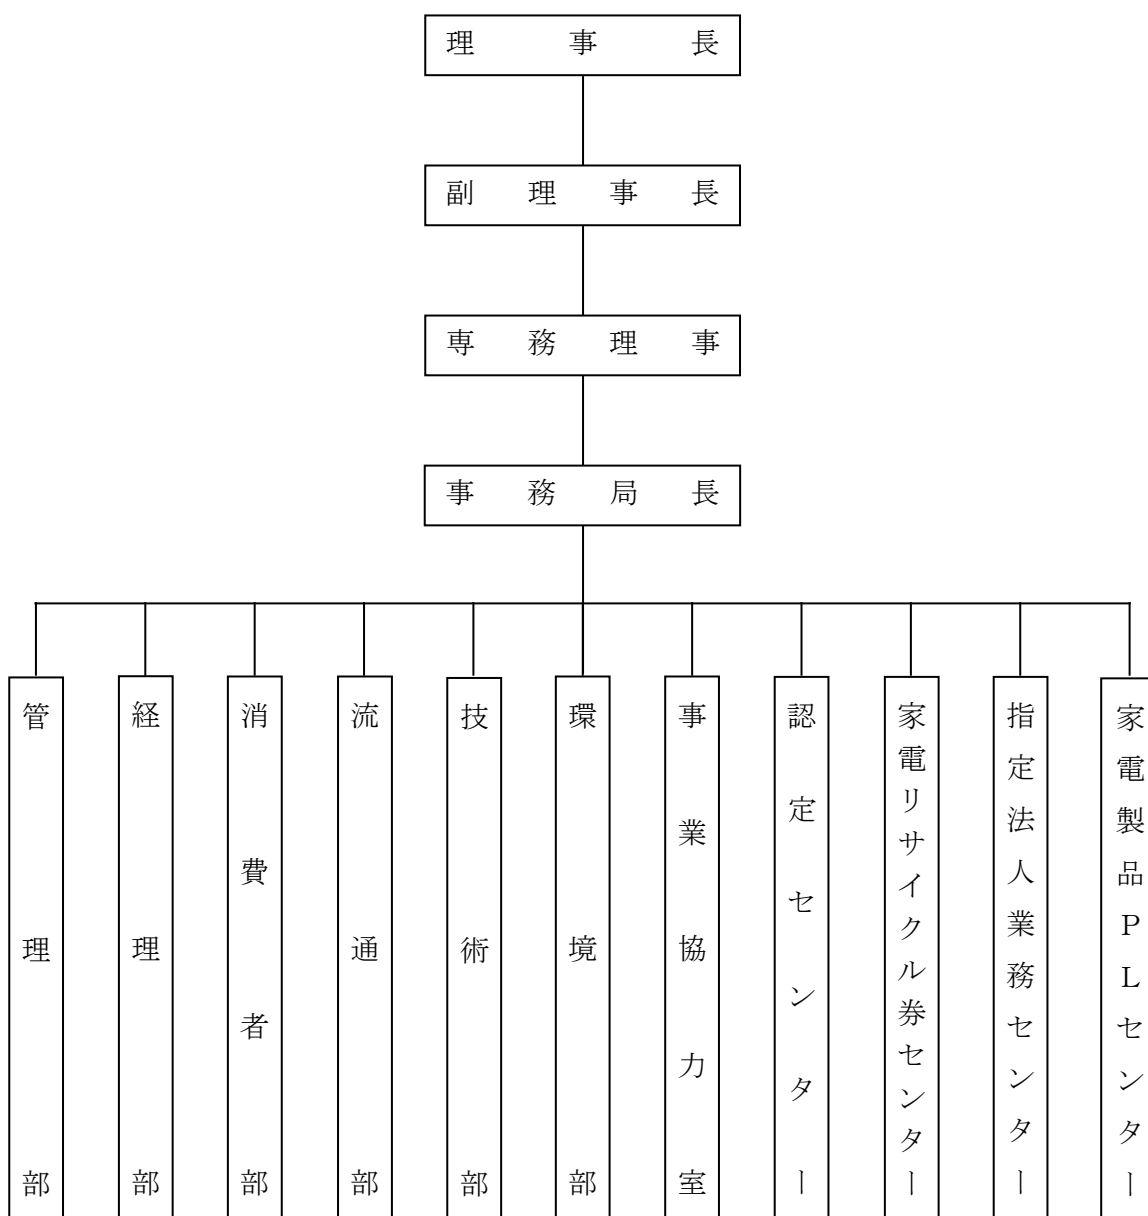 理事長
副理事長
専務理事
事務局長
管理部
経理部
消費者部
流通部
技術部
環境部
事業協力室
認定センター
家電リサイクル券センター
指定法人業務センター
家電製品PLセンター